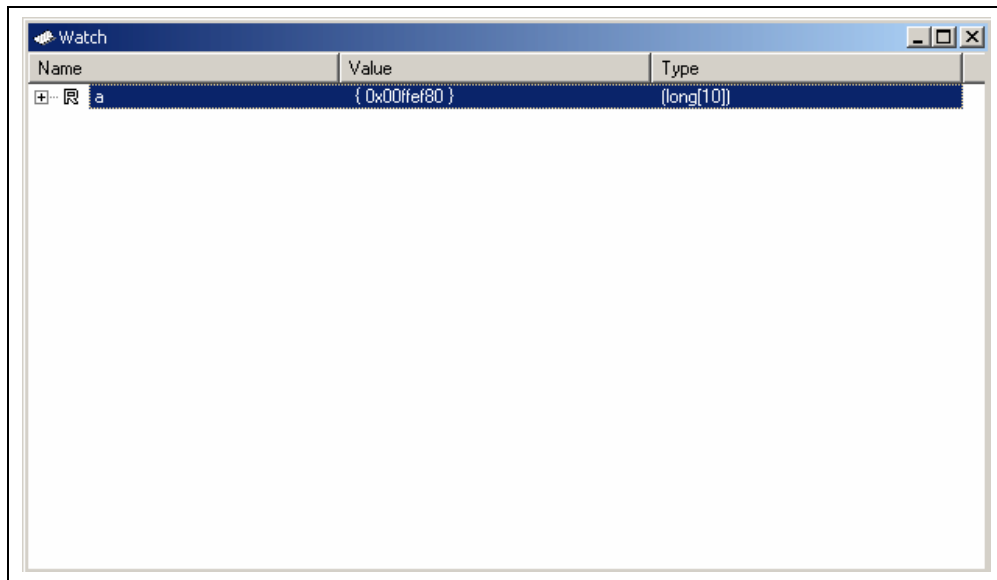 Watch
Name Value Type
R a { 0x00ffef80 } (long[10])